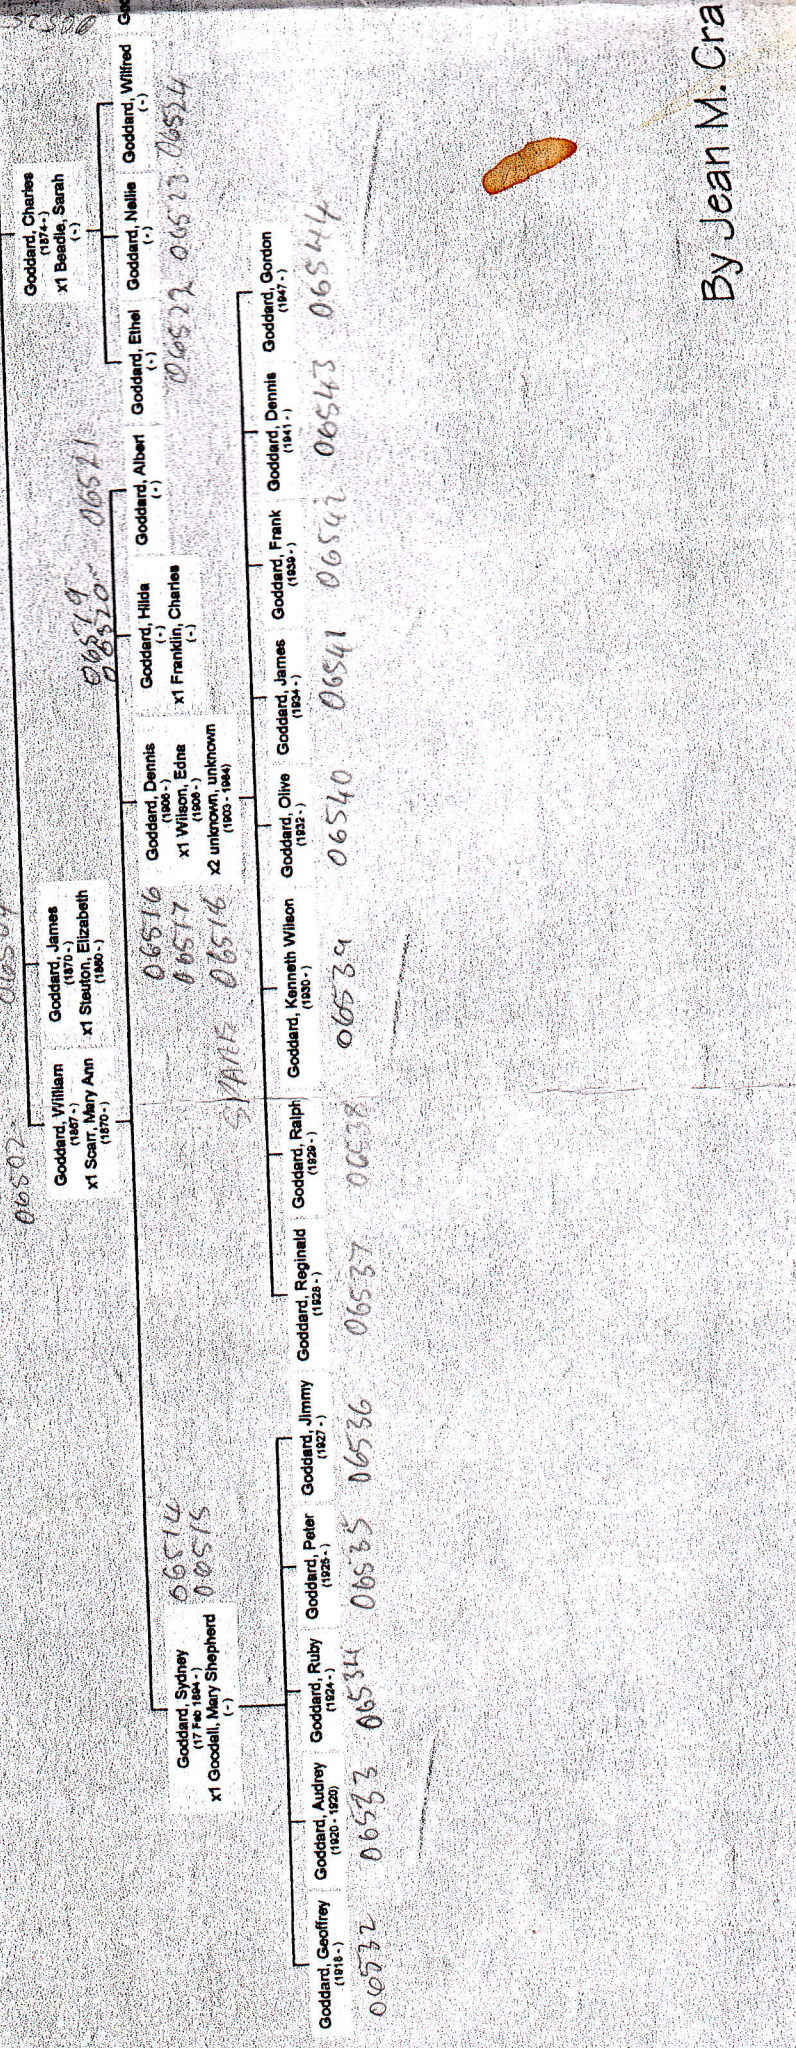 06502
Goddard, William
(1867 - )
x1 Scarr, Mary Ann
(1870 - )
Goddard, James
(1870 - )
x1 Steuton, Elizabeth
(1860 - )
Goddard, Charles
(1874 - )
x1 Beadle, Sarah
( - )
06514
06515
Goddard, Sydney
(17 Feb 1894 - )
x1 Goodall, Mary Shepherd
( - )
06516
06517
06518
Goddard, Dennis
(1906 - )
x1 Wilson, Edna
(1906 - )
x2 unknown, unknown
(1903 - 1984)
06519
06520
Goddard, Hilda
( - )
x1 Franklin, Charles
( - )
06521
Goddard, Albert
( - )
Goddard, Ethel
( - )
Goddard, Nellie
( - )
Goddard, Wilfred
( - )
God
06522 06523 06524
Goddard, Geoffrey
(1918 - )
Goddard, Audrey
(1920 - 1920)
Goddard, Ruby
(1924 - )
Goddard, Peter
(1925 - )
Goddard, Jimmy
(1927 - )
Goddard, Reginald
(1928 - )
Goddard, Ralph
(1929 - )
Goddard, Kenneth Wilson
(1930 - )
Goddard, Olive
(1932 - )
Goddard, James
(1934 - )
Goddard, Frank
(1939 - )
Goddard, Dennis
(1941 - )
Goddard, Gordon
(1947 - )
06532 06533 06534 06535 06536 06537 06538 06539 06540 06541 06542 06543 06544
By Jean M. Cra